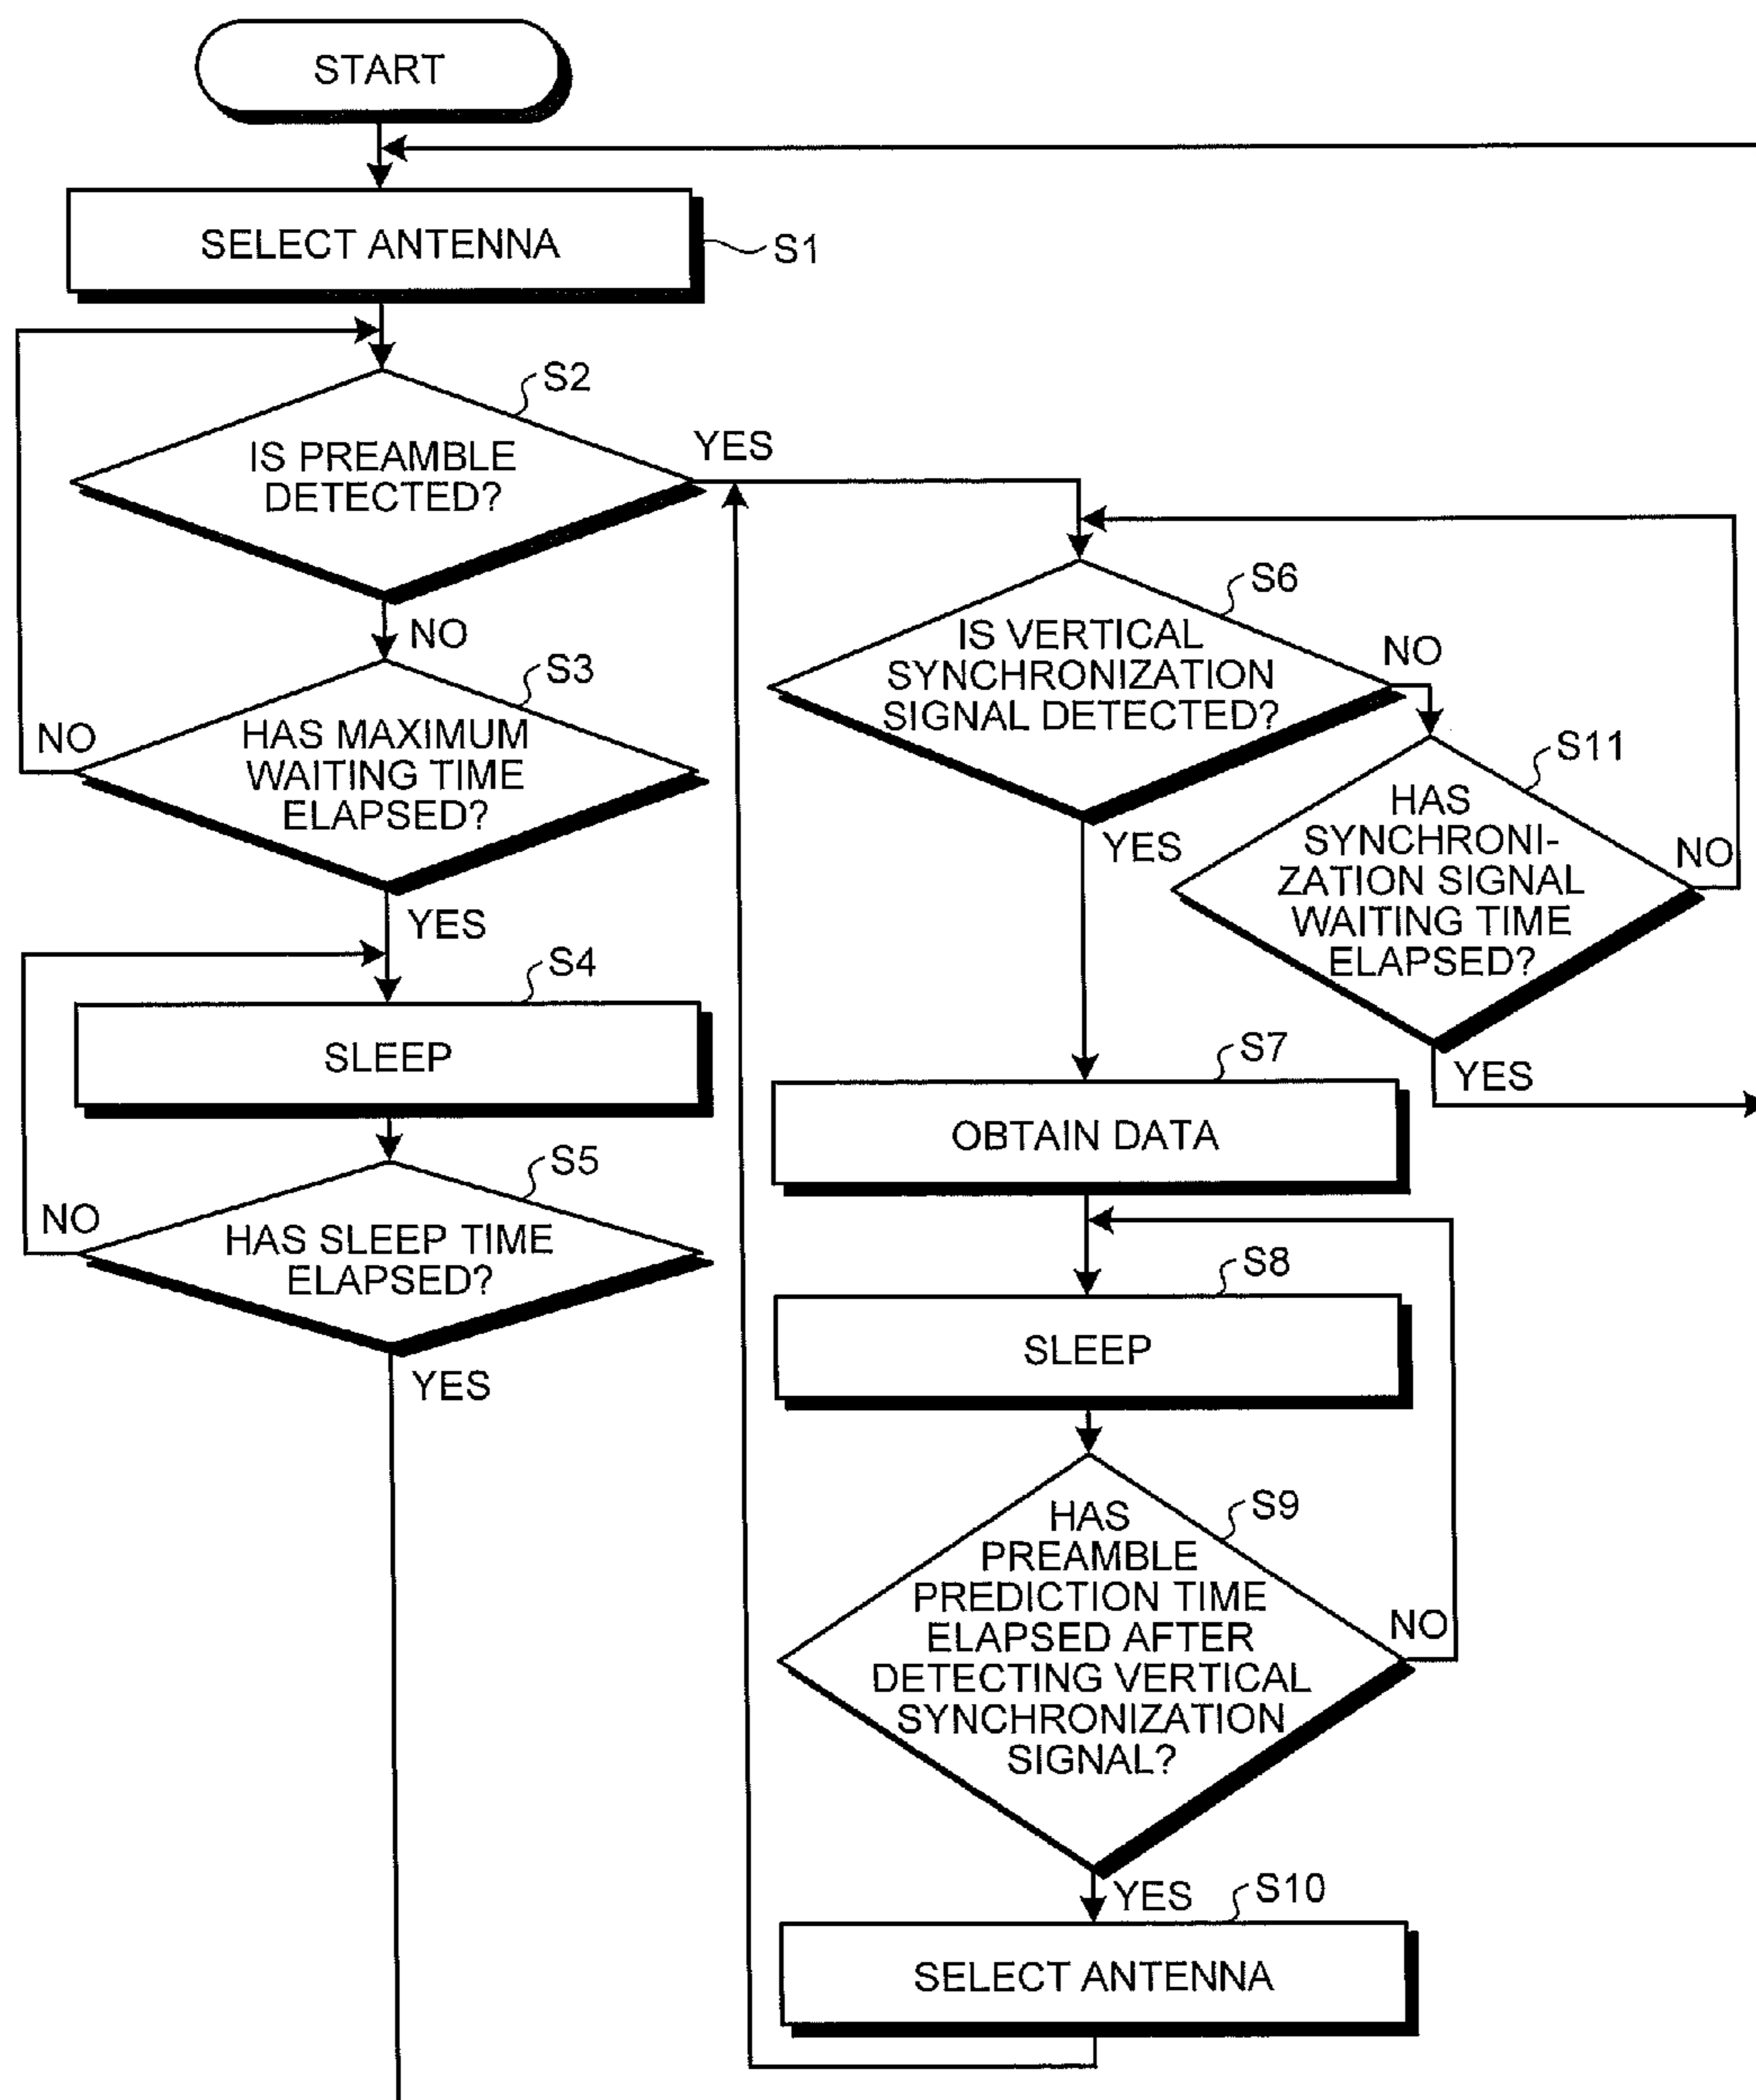 START
SELECT ANTENNA
S1
S2
IS PREAMBLE
DETECTED?
YES
NO
S3
HAS MAXIMUM
WAITING TIME
ELAPSED?
NO
YES
S4
SLEEP
S5
HAS SLEEP TIME
ELAPSED?
NO
YES
S6
IS VERTICAL
SYNCHRONIZATION
SIGNAL DETECTED?
NO
YES
S11
HAS
SYNCHRONI-
ZATION SIGNAL
WAITING TIME
ELAPSED?
NO
YES
S7
OBTAIN DATA
S8
SLEEP
S9
HAS
PREAMBLE
PREDICTION TIME
ELAPSED AFTER
DETECTING VERTICAL
SYNCHRONIZATION
SIGNAL?
NO
YES
S10
SELECT ANTENNA